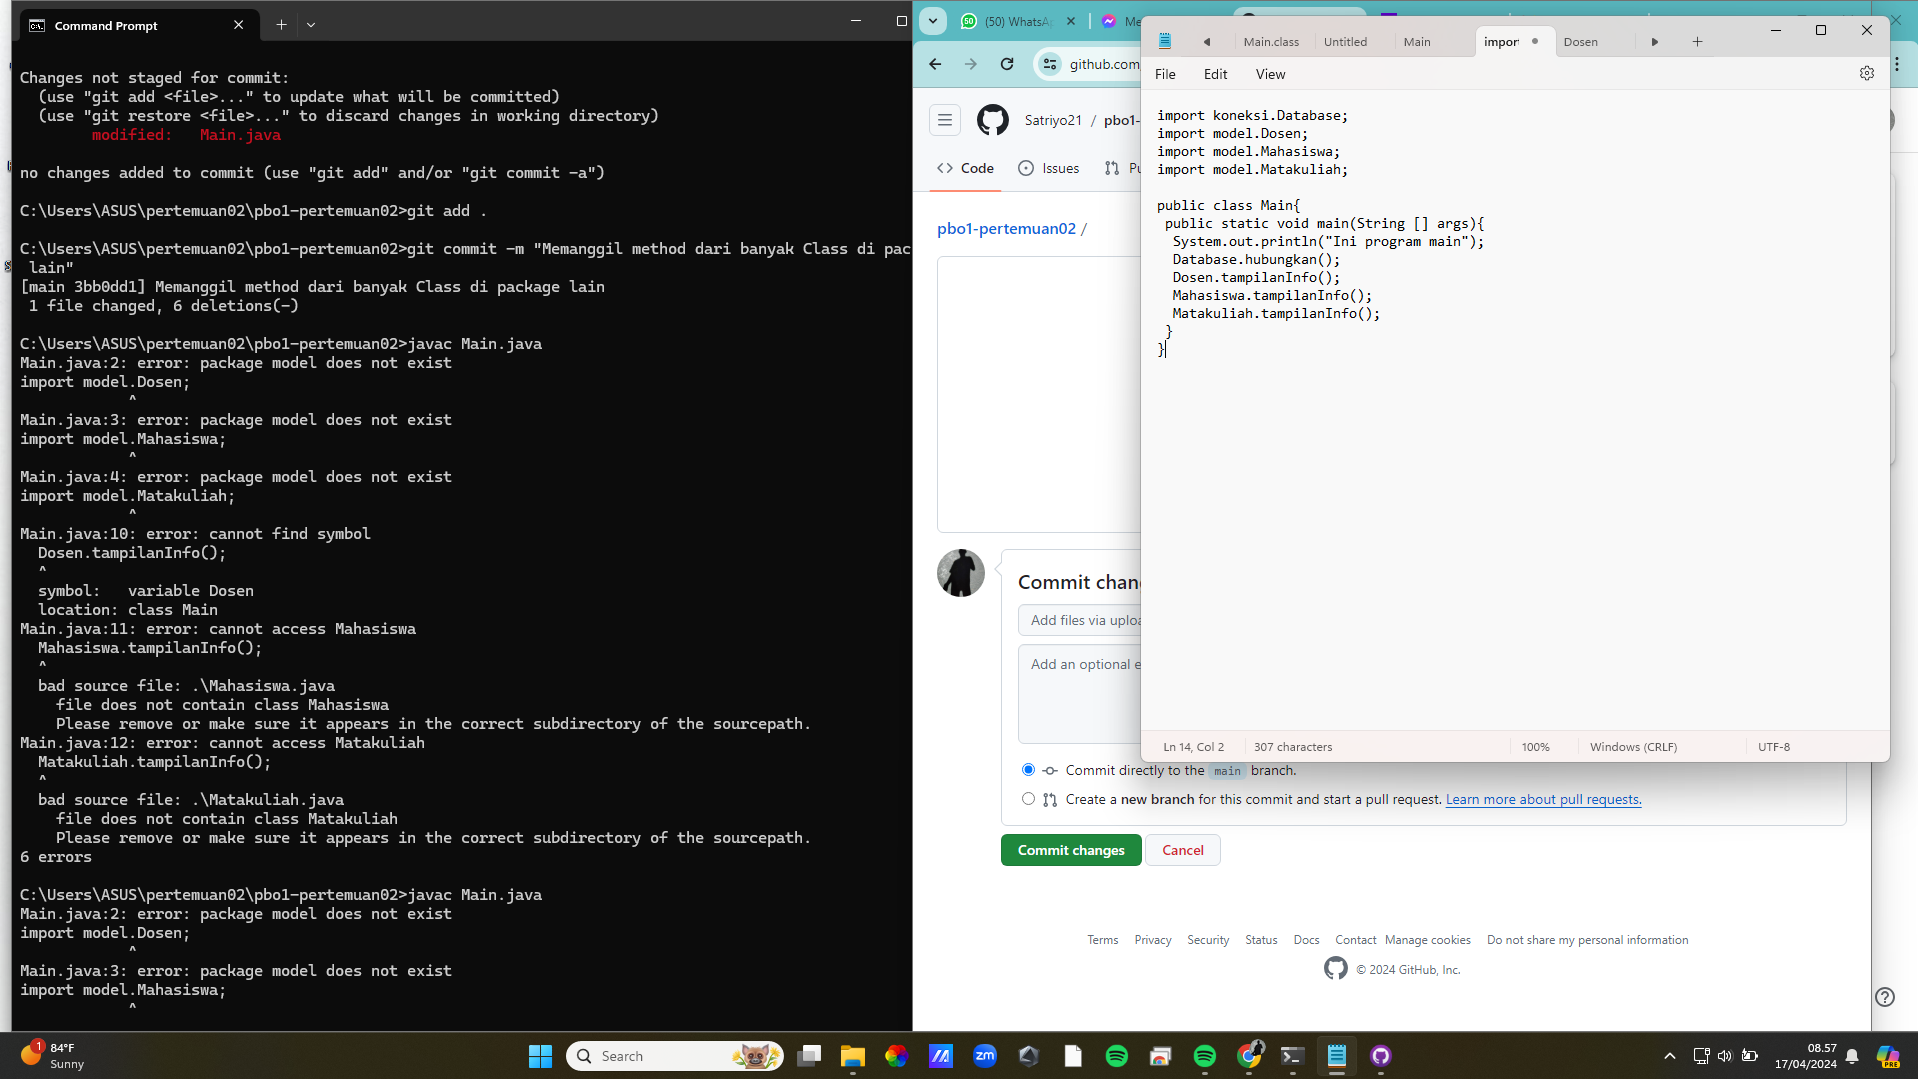 Command Prompt
Changes not staged for commit:
(use "git add <file>..." to update what will be committed)
(use "git restore <file>..." to discard changes in working directory)
modified:   Main.java
no changes added to commit (use "git add" and/or "git commit -a")
C:\Users\ASUS\pertemuan02\pbo1-pertemuan02>git add .
C:\Users\ASUS\pertemuan02\pbo1-pertemuan02>git commit -m "Memanggil method dari banyak Class di pac
lain"
[main 3bb0dd1] Memanggil method dari banyak Class di package lain
1 file changed, 6 deletions(-)
C:\Users\ASUS\pertemuan02\pbo1-pertemuan02>javac Main.java
Main.java:2: error: package model does not exist
import model.Dosen;
^
Main.java:3: error: package model does not exist
import model.Mahasiswa;
^
Main.java:4: error: package model does not exist
import model.Matakuliah;
^
Main.java:10: error: cannot find symbol
Dosen.tampilanInfo();
^
symbol:   variable Dosen
location: class Main
Main.java:11: error: cannot access Mahasiswa
Mahasiswa.tampilanInfo();
^
bad source file: .\Mahasiswa.java
file does not contain class Mahasiswa
Please remove or make sure it appears in the correct subdirectory of the sourcepath.
Main.java:12: error: cannot access Matakuliah
Matakuliah.tampilanInfo();
^
bad source file: .\Matakuliah.java
file does not contain class Matakuliah
Please remove or make sure it appears in the correct subdirectory of the sourcepath.
6 errors
C:\Users\ASUS\pertemuan02\pbo1-pertemuan02>javac Main.java
Main.java:2: error: package model does not exist
import model.Dosen;
^
Main.java:3: error: package model does not exist
import model.Mahasiswa;
^
(50) WhatsAp
Me
github.com
Satriyo21 / pbo1-
Code
Issues
Pu
pbo1-pertemuan02 /
Commit chan
Add files via uploa
Add an optional e
Commit directly to the main branch.
Create a new branch for this commit and start a pull request. Learn more about pull requests.
Commit changes
Cancel
Terms
Privacy
Security
Status
Docs
Contact
Manage cookies
Do not share my personal information
© 2024 GitHub, Inc.
Main.class
Untitled
Main
import
Dosen
File
Edit
View
import koneksi.Database;
import model.Dosen;
import model.Mahasiswa;
import model.Matakuliah;
public class Main{
public static void main(String [] args){
System.out.println("Ini program main");
Database.hubungkan();
Dosen.tampilanInfo();
Mahasiswa.tampilanInfo();
Matakuliah.tampilanInfo();
}
}
Ln 14, Col 2
307 characters
100%
Windows (CRLF)
UTF-8
1
84°F
Sunny
Search
zm
08.57
17/04/2024
PRE